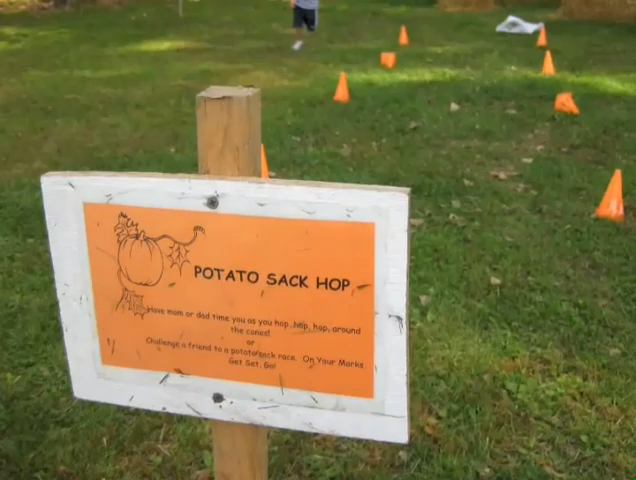 POTATO SACK HOP
Have mom or dad time you as you hop, hop, hop, around
the cones!
or
Challenge a friend to a potato sack race. On Your Marks
Get Set, Go!